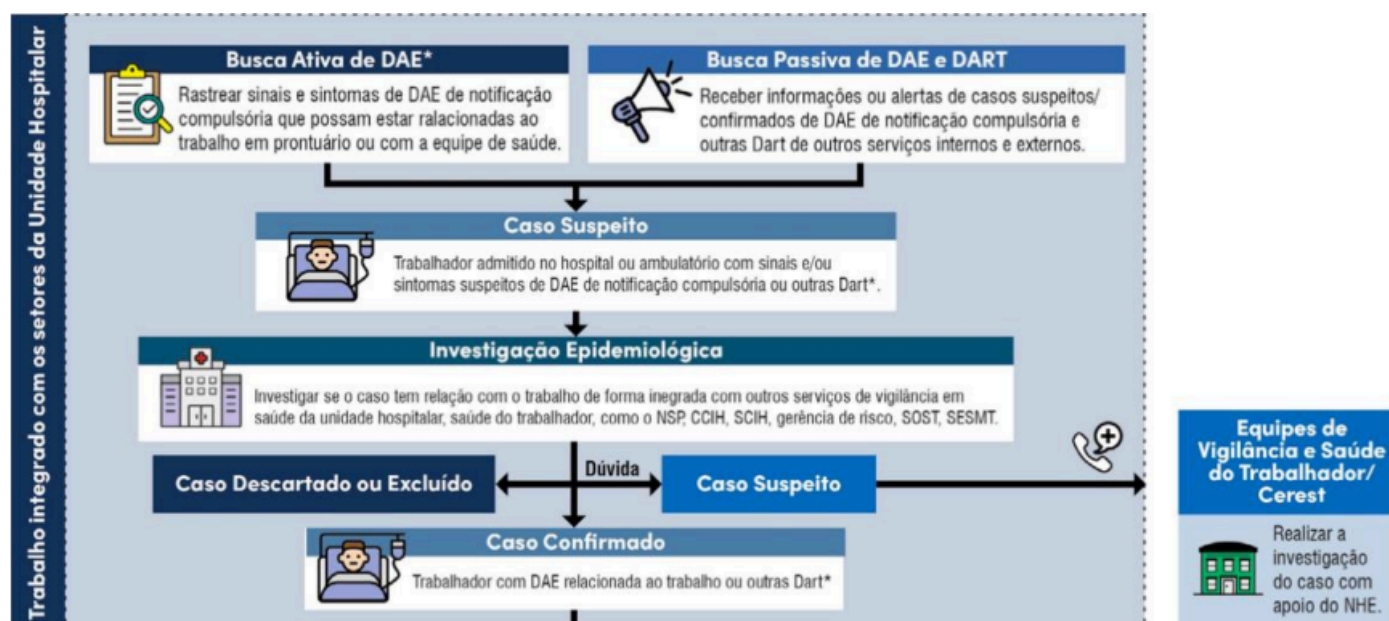 Trabalho integrado com os setores da Unidade Hospitalar
Busca Ativa de DAE*
Rastrear sinais e sintomas de DAE de notificação
compulsória que possam estar ralacionadas ao
trabalho em prontuário ou com a equipe de saúde.
Busca Passiva de DAE e DART
Receber informações ou alertas de casos suspeitos/
confirmados de DAE de notificação compulsória e
outras Dart de outros serviços internos e externos.
Caso Suspeito
Trabalhador admitido no hospital ou ambulatório com sinais e/ou
sintomas suspeitos de DAE de notificação compulsória ou outras Dart*.
Investigação Epidemiológica
Investigar se o caso tem relação com o trabalho de forma inegrada com outros serviços de vigilância em
saúde da unidade hospitalar, saúde do trabalhador, como o NSP, CCIH, SCIH, gerência de risco, SOST, SESMT.
Caso Descartado ou Excluído
Dúvida
Caso Suspeito
Caso Confirmado
Trabalhador com DAE relacionada ao trabalho ou outras Dart*
Equipes de
Vigilância e Saúde
do Trabalhador/
Cerest
Realizar a
investigação
do caso com
apoio do NHE.